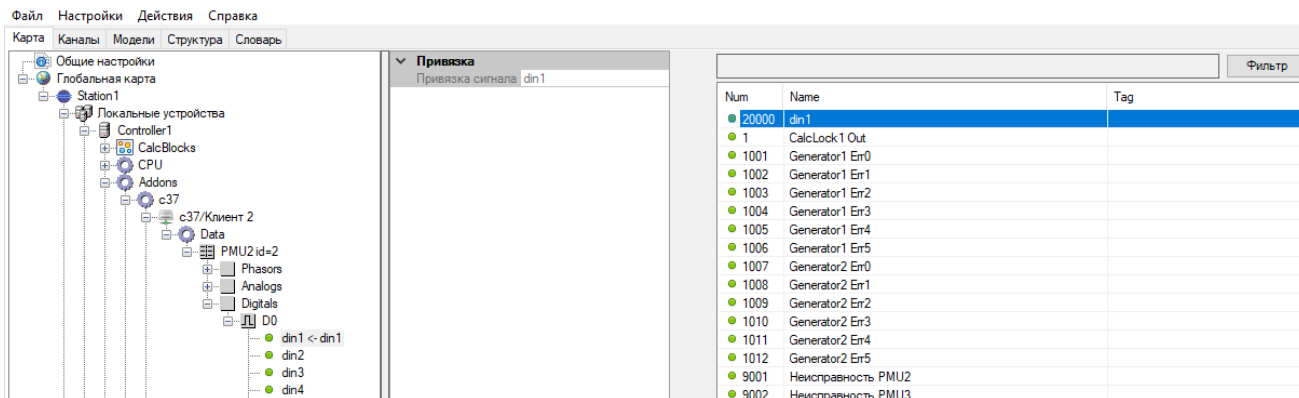 Файл Настройки Действия Справка
Карта Каналы Модели Структура Словарь
Общие настройки
Глобальная карта
Station1
Локальные устройства
Controller1
CalcBlocks
CPU
Addons
c37
c37/Клиент 2
Data
PMU2 id=2
Phasors
Analogs
Digitals
D0
din1 <- din1
din2
din3
din4
Привязка
Привязка сигнала din1
Фильтр
Num Name Tag
20000 din1
1 CalcLock1 Out
1001 Generator1 Err0
1002 Generator1 Err1
1003 Generator1 Err2
1004 Generator1 Err3
1005 Generator1 Err4
1006 Generator1 Err5
1007 Generator2 Err0
1008 Generator2 Err1
1009 Generator2 Err2
1010 Generator2 Err3
1011 Generator2 Err4
1012 Generator2 Err5
9001 Неисправность PMU2
9002 Неисправность PMU3